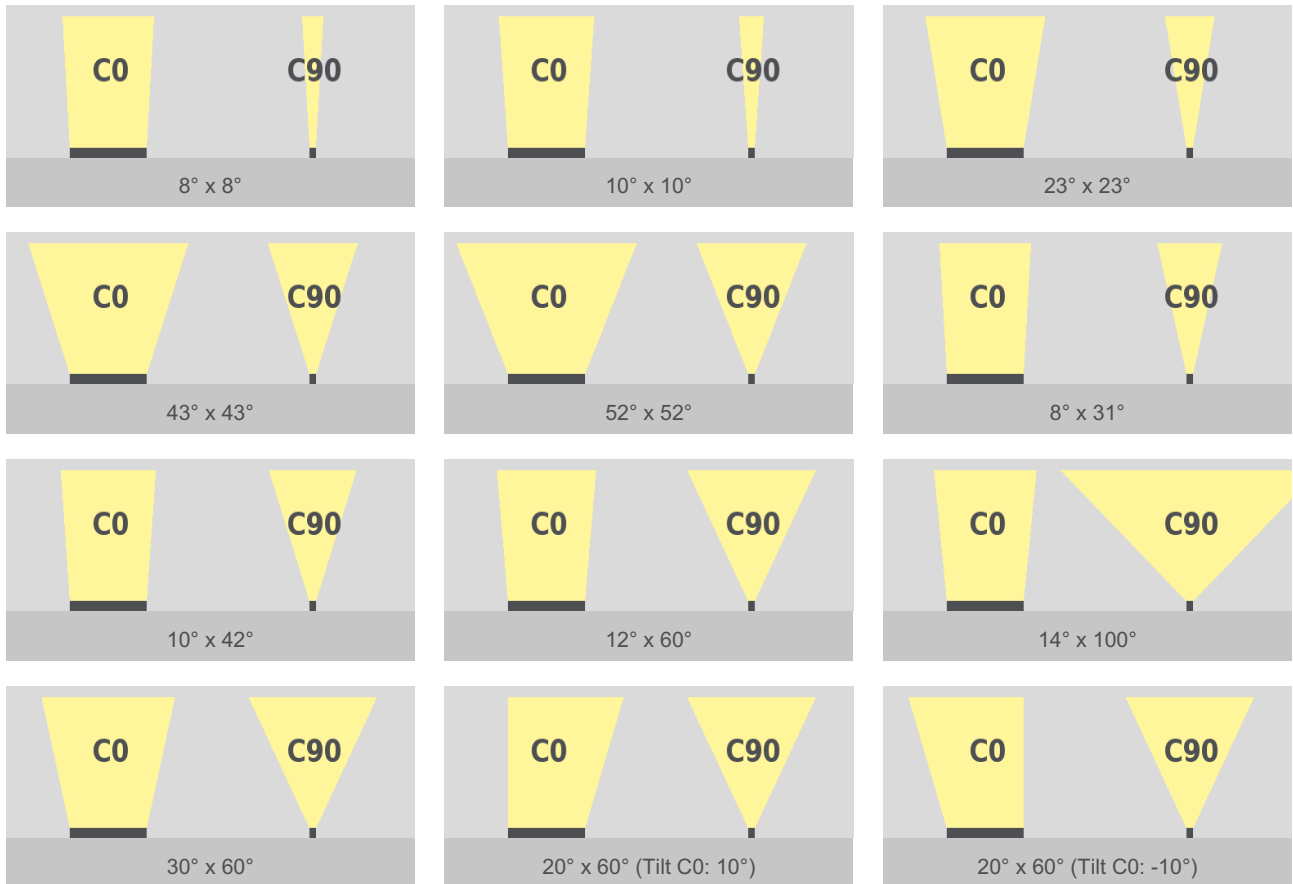 C0 C90
8° x 8°
C0 C90
10° x 10°
C0 C90
23° x 23°
C0 C90
43° x 43°
C0 C90
52° x 52°
C0 C90
8° x 31°
C0 C90
10° x 42°
C0 C90
12° x 60°
C0 C90
14° x 100°
C0 C90
30° x 60°
C0 C90
20° x 60° (Tilt C0: 10°)
C0 C90
20° x 60° (Tilt C0: -10°)